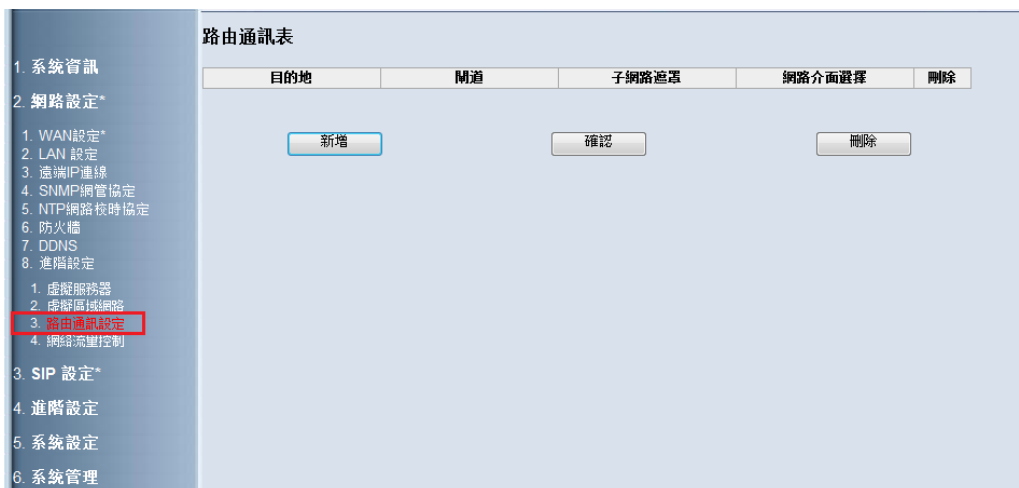 路由通訊表
1. 系統資訊
目的地 閘道 子網路遮罩 網路介面選擇 刪除
2. 網路設定*
新增 確認 刪除
1. WAN設定*
2. LAN 設定
3. 遠端IP連線
4. SNMP網管協定
5. NTP網路校時協定
6. 防火牆
7. DDNS
8. 進階設定
1. 虛擬服務器
2. 虛擬區域網路
3. 路由通訊設定
4. 網絡流量控制
3. SIP 設定*
4. 進階設定
5. 系統設定
6. 系統管理